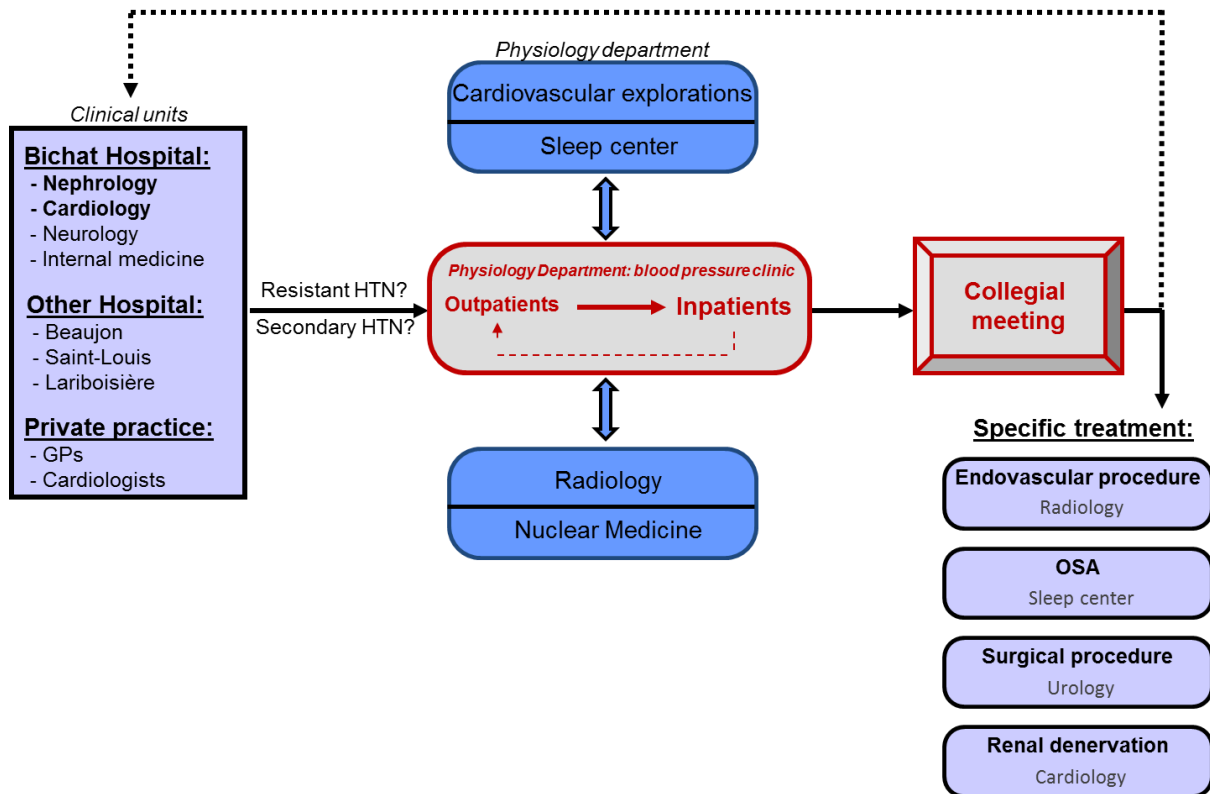 Physiology department
Cardiovascular explorations
Sleep center
Clinical units
Bichat Hospital:
- Nephrology
- Cardiology
- Neurology
- Internal medicine
Other Hospital:
- Beaujon
- Saint-Louis
- Lariboisière
Private practice:
- GPs
- Cardiologists
Resistant HTN?
Secondary HTN?
Physiology Department: blood pressure clinic
Outpatients
Inpatients
Radiology
Nuclear Medicine
Collegial
meeting
Specific treatment:
Endovascular procedure
Radiology
OSA
Sleep center
Surgical procedure
Urology
Renal denervation
Cardiology